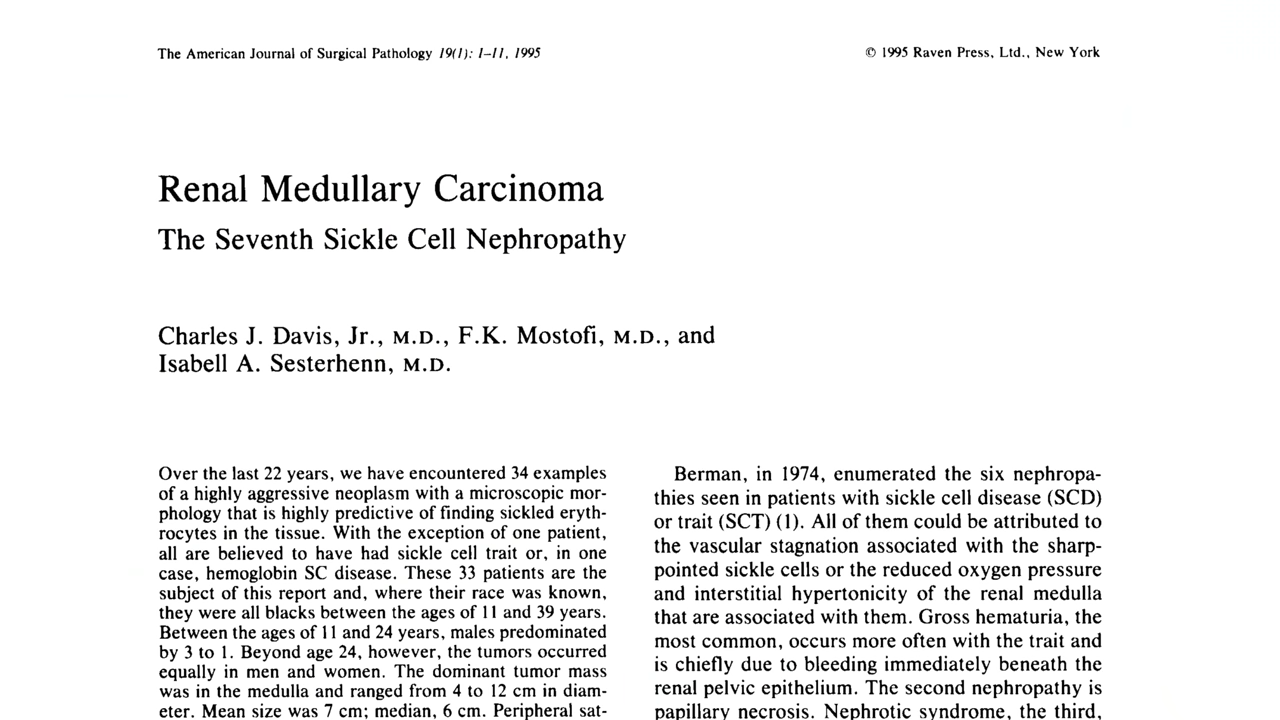 The American Journal of Surgical Pathology 19(1): 1–11, 1995
© 1995 Raven Press, Ltd., New York
Renal Medullary Carcinoma
The Seventh Sickle Cell Nephropathy
Charles J. Davis, Jr., M.D., F.K. Mostofi, M.D., and
Isabell A. Sesterhenn, M.D.
Over the last 22 years, we have encountered 34 examples
of a highly aggressive neoplasm with a microscopic mor-
phology that is highly predictive of finding sickled eryth-
rocytes in the tissue. With the exception of one patient,
all are believed to have had sickle cell trait or, in one
case, hemoglobin SC disease. These 33 patients are the
subject of this report and, where their race was known,
they were all blacks between the ages of 11 and 39 years.
Between the ages of 11 and 24 years, males predominated
by 3 to 1. Beyond age 24, however, the tumors occurred
equally in men and women. The dominant tumor mass
was in the medulla and ranged from 4 to 12 cm in diam-
eter. Mean size was 7 cm; median, 6 cm. Peripheral sat-
Berman, in 1974, enumerated the six nephropa-
thies seen in patients with sickle cell disease (SCD)
or trait (SCT) (1). All of them could be attributed to
the vascular stagnation associated with the sharp-
pointed sickle cells or the reduced oxygen pressure
and interstitial hypertonicity of the renal medulla
that are associated with them. Gross hematuria, the
most common, occurs more often with the trait and
is chiefly due to bleeding immediately beneath the
renal pelvic epithelium. The second nephropathy is
papillary necrosis. Nephrotic syndrome, the third,